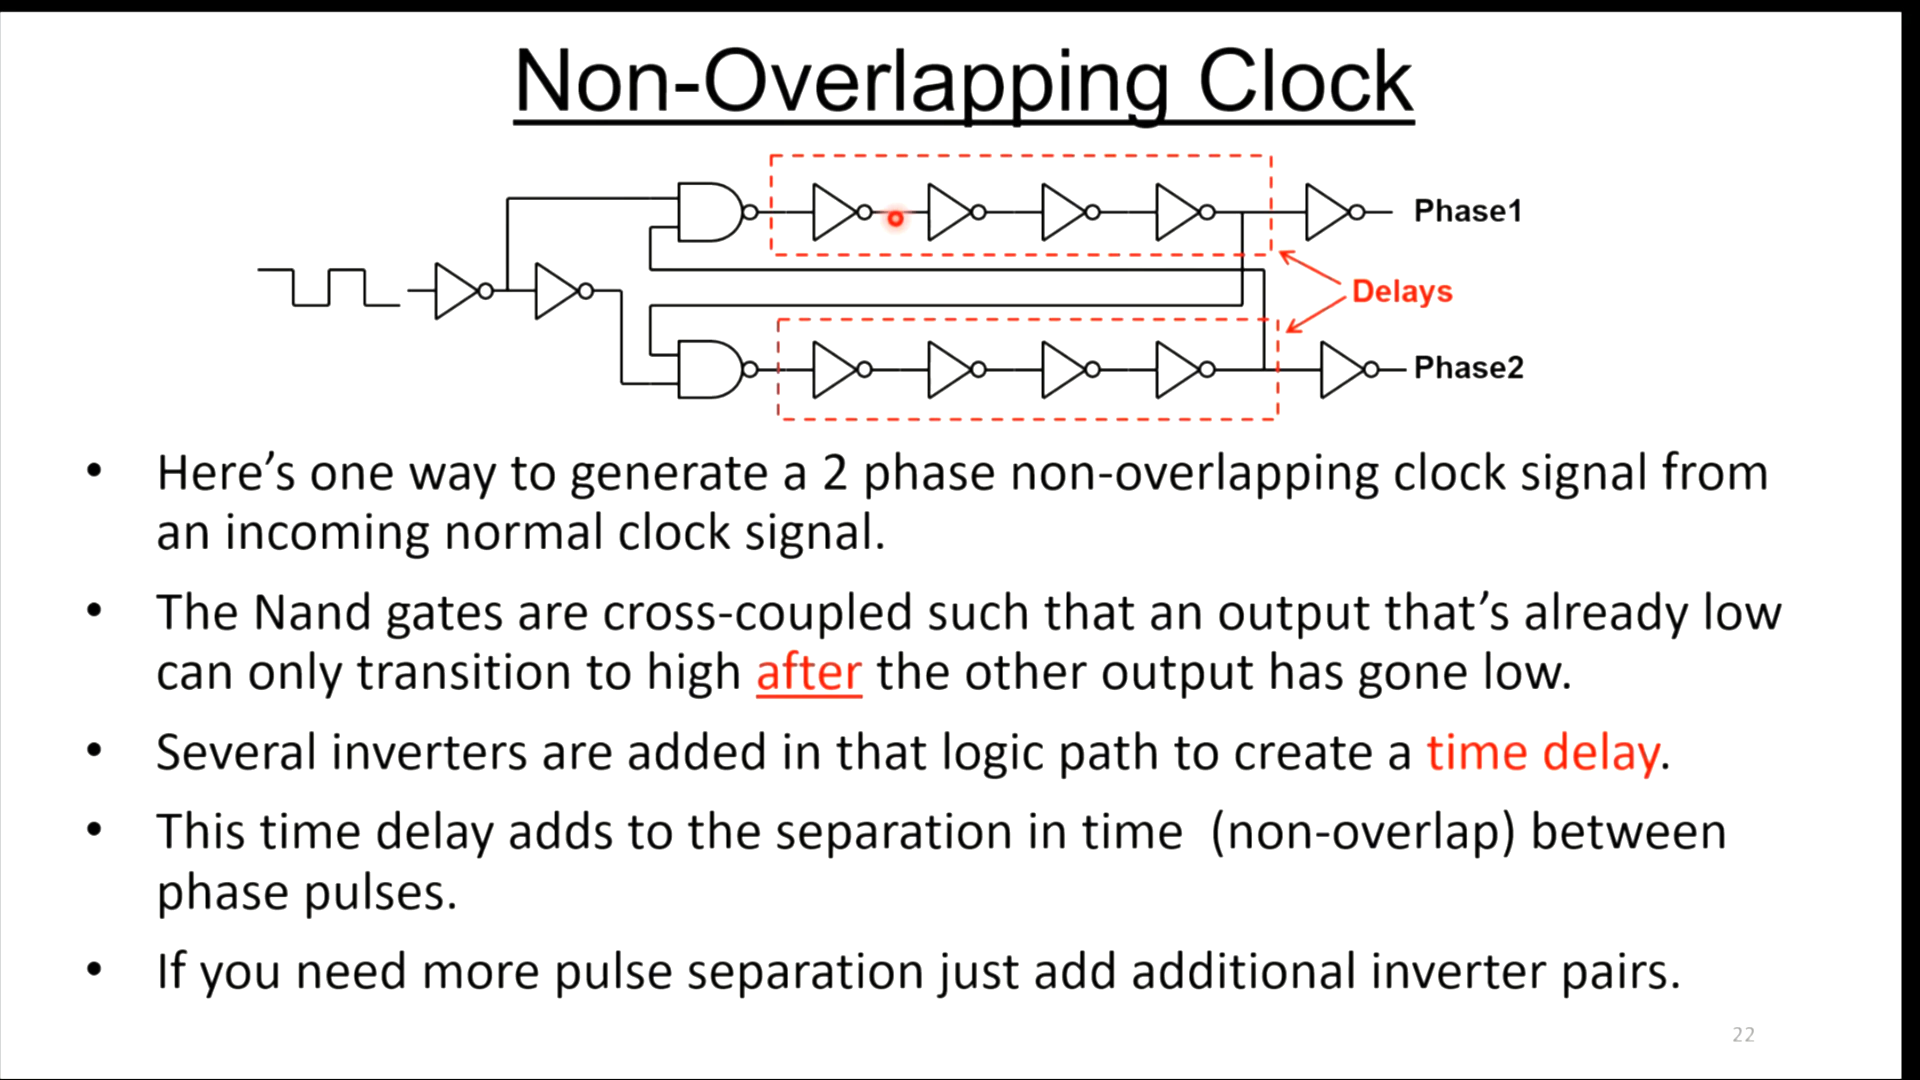 Non-Overlapping Clock
Phase1
Delays
Phase2
• Here's one way to generate a 2 phase non-overlapping clock signal from
an incoming normal clock signal.
• The Nand gates are cross-coupled such that an output that's already low
can only transition to high after the other output has gone low.
• Several inverters are added in that logic path to create a time delay.
• This time delay adds to the separation in time (non-overlap) between
phase pulses.
• If you need more pulse separation just add additional inverter pairs.
22